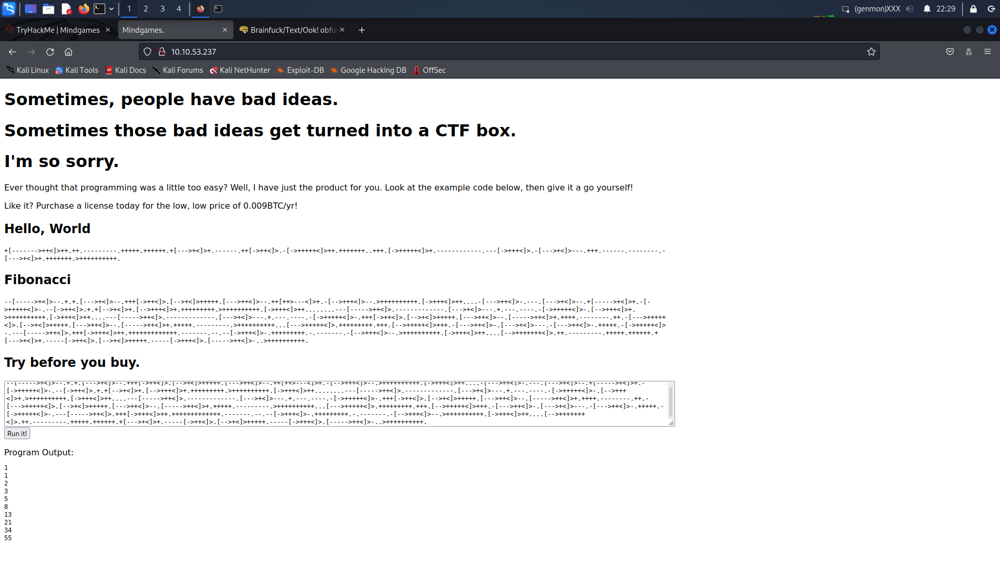 1 2 3 4 (genmon)XXX 22:29
TryHackMe | Mindgames Mindgames. Brainfuck/Text/Ook! obfus
10.10.53.237
Kali Linux Kali Tools Kali Docs Kali Forums Kali NetHunter Exploit-DB Google Hacking DB OffSec
Sometimes, people have bad ideas.
Sometimes those bad ideas get turned into a CTF box.
I'm so sorry.
Ever thought that programming was a little too easy? Well, I have just the product for you. Look at the example code below, then give it a go yourself!
Like it? Purchase a license today for the low, low price of 0.009BTC/yr!
Hello, World
+[------->++<]>++.++.---------.+++++.++++++.+[--->+<]>+.------.++[->++<]>.-[->+++++<]>++.+++++++..+++.[->+++++<]>+.------------.---[->+++<]>.-[--->+<]>---.+++.------.--------.-
[--->+<]>+.+++++++.>++++++++++.
Fibonacci
--[----->+<]>--.+.+.[--->+<]>--.+++[->++<]>.[-->+<]>+++++.[--->++<]>--.++[++>---<]>+.-[-->+++<]>--.>++++++++++.[->+++<]>++....-[--->++<]>-.---.[--->+<]>--.+[----->+<]>+.-[-
>+++++<]>-.--[->++<]>.+.+[-->+<]>+.[-->+++<]>+.+++++++++.>++++++++++.[->+++<]>++........---[----->++<]>.-------------.[--->+<]>---.+.---.----.-[->+++++<]>-.[-->+++<]>+.
>++++++++++.[->+++<]>++....---[----->++<]>.-------------.[--->+<]>---.+.---.----.-[->+++++<]>-.+++[->++<]>.[-->+<]>+++++.[--->++<]>--.[----->++<]>+.++++.--------.++.-[--->+++++
<]>.[-->+<]>+++++.[--->++<]>--.[----->++<]>+.+++++.---------.>++++++++++...[--->+++++<]>.+++++++++.+++.[-->+++++<]>+++.-[--->++<]>-.[--->+<]>---.-[--->++<]>-.+++++.-[->+++++<]>
-.---[----->++<]>.+++[->+++<]>++.+++++++++++++.-------.--.--[->+++<]>-.+++++++++.-.-------.-[-->+++<]>--.>++++++++++.[->+++<]>++....[-->+++++++<]>.++.---------.+++++.++++++.+
[--->+<]>+.-----[->++<]>.[-->+<]>+++++.-----[->+++<]>.[----->++<]>-..>++++++++++.
Try before you buy.
--[----->+<]>--.+.+.[--->+<]>--.+++[->++<]>.[-->+<]>+++++.[--->++<]>--.++[++>---<]>+.-[-->+++<]>--.>++++++++++.[->+++<]>++....-[--->++<]>-.---.[--->+<]>--.+[----->+<]>+.-
[->+++++<]>-.--[->++<]>.+.+[-->+<]>+.[-->+++<]>+.+++++++++.>++++++++++.[->+++<]>++........---[----->++<]>.-------------.[--->+<]>---.+.---.----.-[->+++++<]>-.[-->+++
<]>+.>++++++++++.[->+++<]>++....---[----->++<]>.-------------.[--->+<]>---.+.---.----.-[->+++++<]>-.+++[->++<]>.[-->+<]>+++++.[--->++<]>--.[----->++<]>+.++++.--------.++.-
[--->+++++<]>.[-->+<]>+++++.[--->++<]>--.[----->++<]>+.+++++.---------.>++++++++++...[--->+++++<]>.+++++++++.+++.[-->+++++<]>+++.-[--->++<]>-.[--->+<]>---.-[--->++<]>-.+++++.-
[->+++++<]>-.---[----->++<]>.+++[->+++<]>++.+++++++++++++.-------.--.--[->+++<]>-.+++++++++.-.-------.-[-->+++<]>--.>++++++++++.[->+++<]>++....[-->+++++++
<]>.++.---------.+++++.++++++.+[--->+<]>+.-----[->++<]>.[-->+<]>+++++.-----[->+++<]>.[----->++<]>-..>++++++++++.
Run it!
Program Output:
1
1
2
3
5
8
13
21
34
55